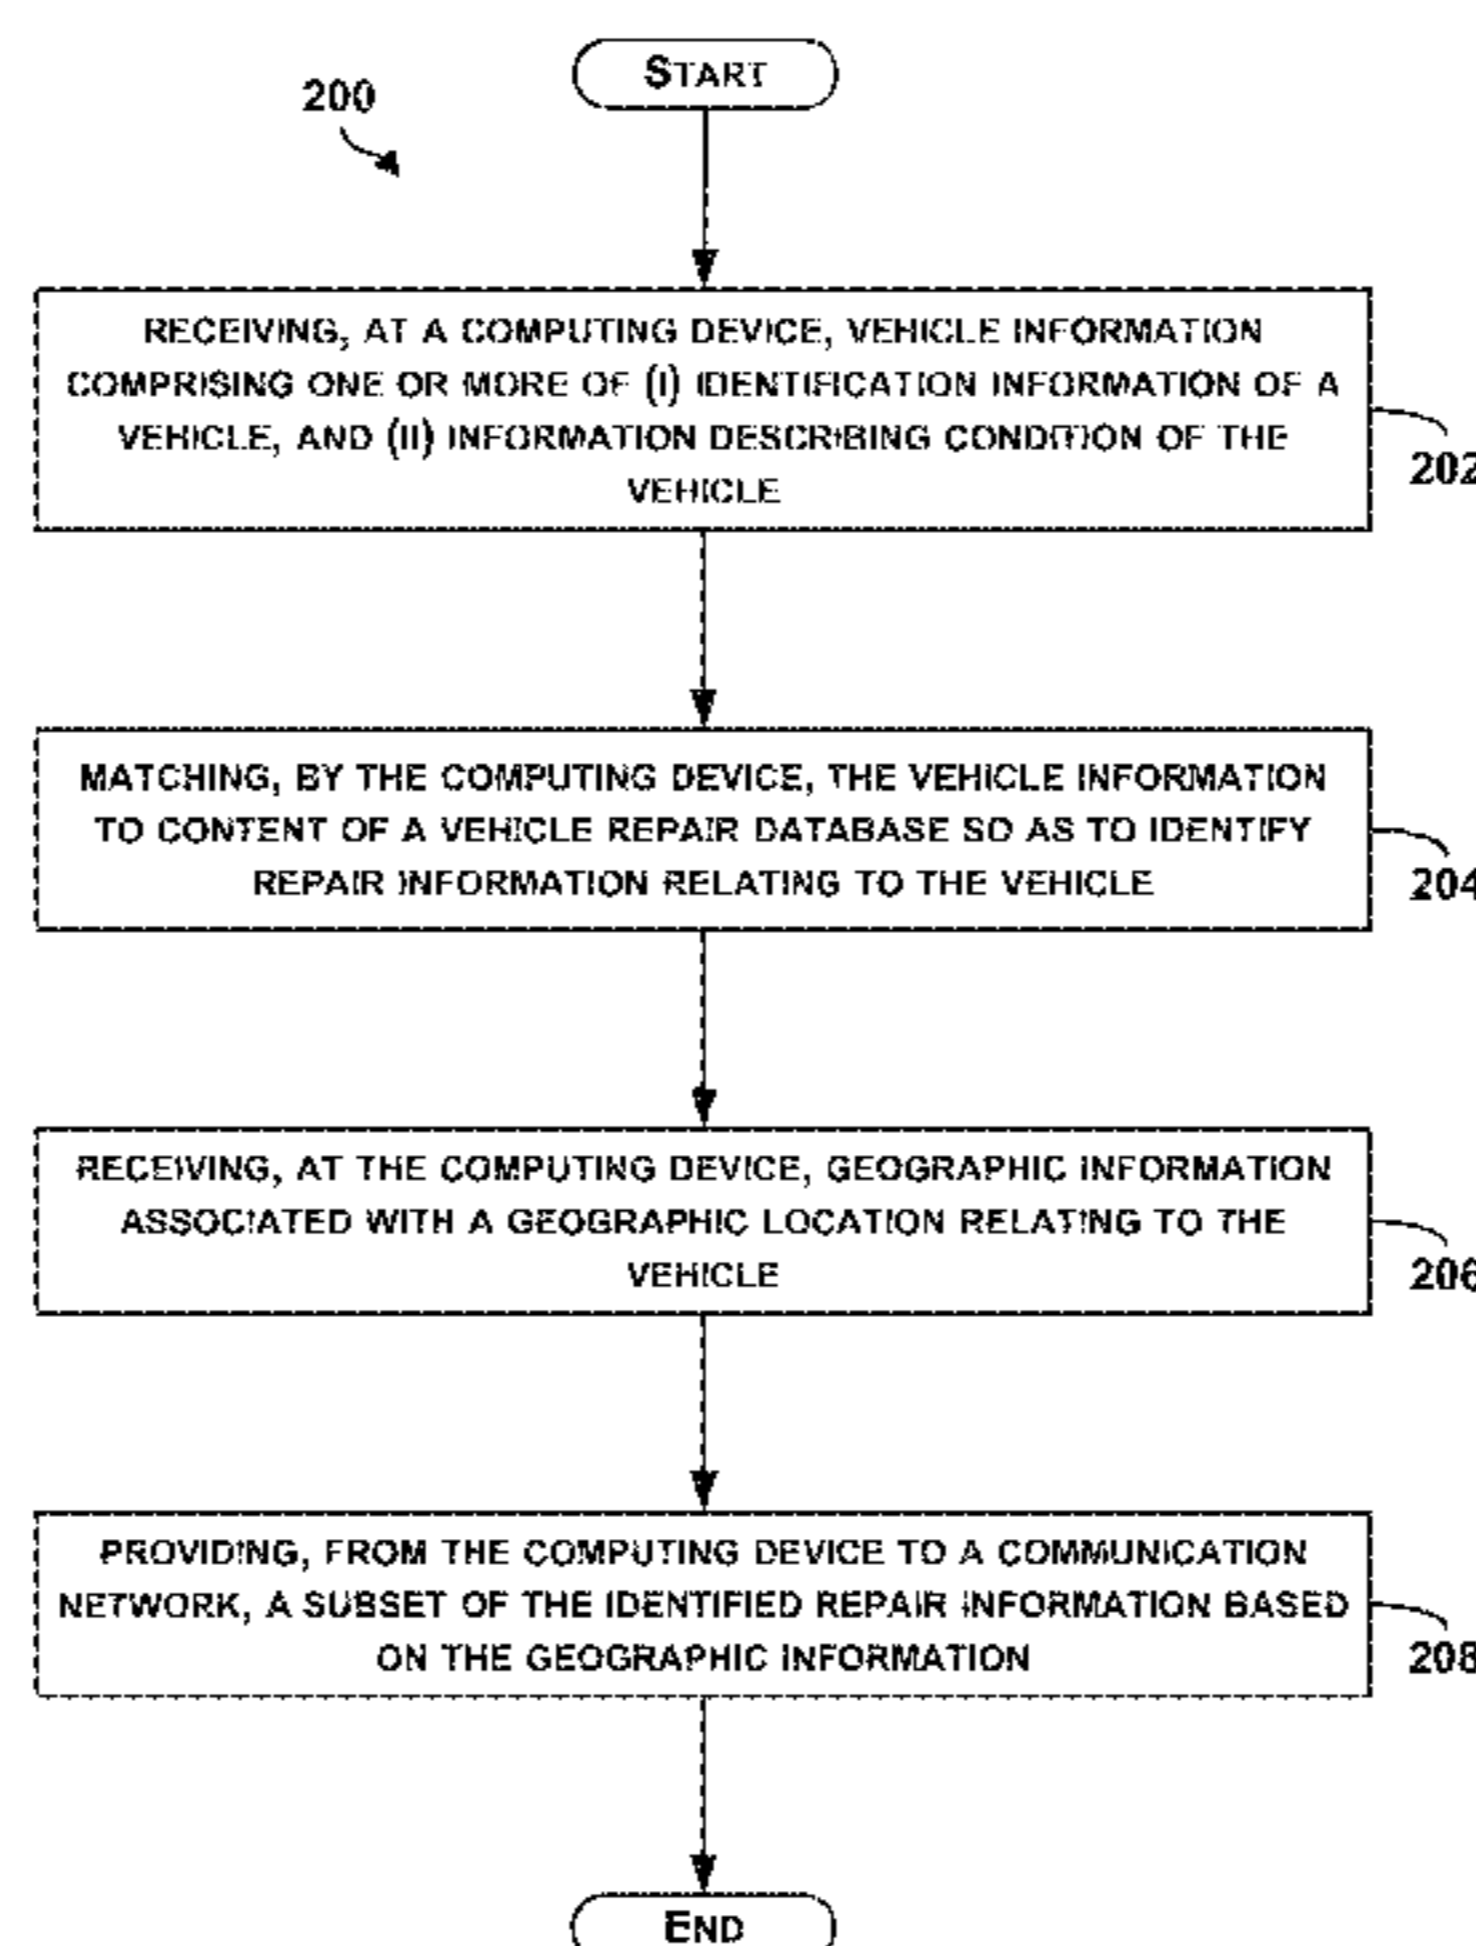 START
200
RECEIVING, AT A COMPUTING DEVICE, VEHICLE INFORMATION
COMPRISING ONE OR MORE OF (I) IDENTIFICATION INFORMATION OF A
VEHICLE, AND (II) INFORMATION DESCRIBING CONDITION OF THE
VEHICLE
202
MATCHING, BY THE COMPUTING DEVICE, THE VEHICLE INFORMATION
TO CONTENT OF A VEHICLE REPAIR DATABASE SO AS TO IDENTIFY
REPAIR INFORMATION RELATING TO THE VEHICLE
204
RECEIVING, AT THE COMPUTING DEVICE, GEOGRAPHIC INFORMATION
ASSOCIATED WITH A GEOGRAPHIC LOCATION RELATING TO THE
VEHICLE
206
PROVIDING, FROM THE COMPUTING DEVICE TO A COMMUNICATION
NETWORK, A SUBSET OF THE IDENTIFIED REPAIR INFORMATION BASED
ON THE GEOGRAPHIC INFORMATION
208
END